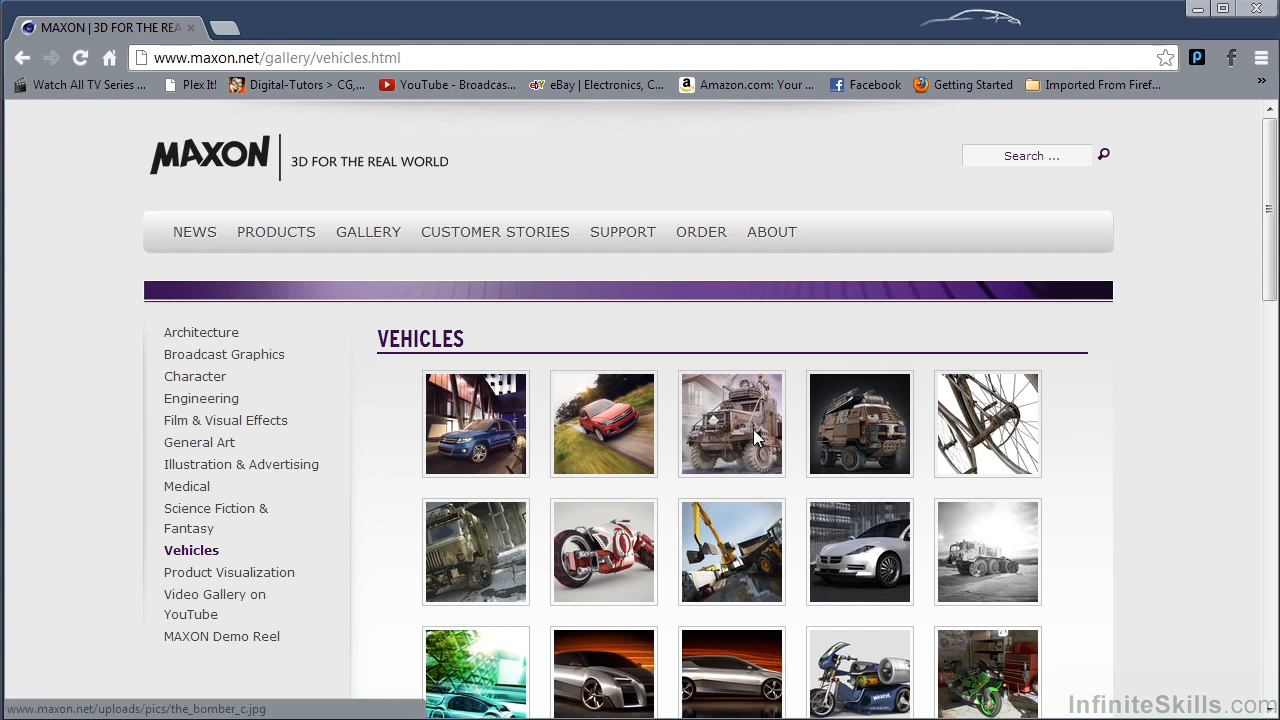 MAXON | 3D FOR THE REA
www.maxon.net/gallery/vehicles.html
Watch All TV Series ... Plex It! Digital-Tutors > CG,... YouTube - Broadcas... eBay | Electronics, C... Amazon.com: Your ... Facebook Getting Started Imported From Firef... »
MAXON | 3D FOR THE REAL WORLD
Search ...
NEWS PRODUCTS GALLERY CUSTOMER STORIES SUPPORT ORDER ABOUT
VEHICLES
Architecture
Broadcast Graphics
Character
Engineering
Film & Visual Effects
General Art
Illustration & Advertising
Medical
Science Fiction &
Fantasy
Vehicles
Product Visualization
Video Gallery on
YouTube
MAXON Demo Reel
www.maxon.net/uploads/pics/the_bomber_c.jpg
InfiniteSkills.com